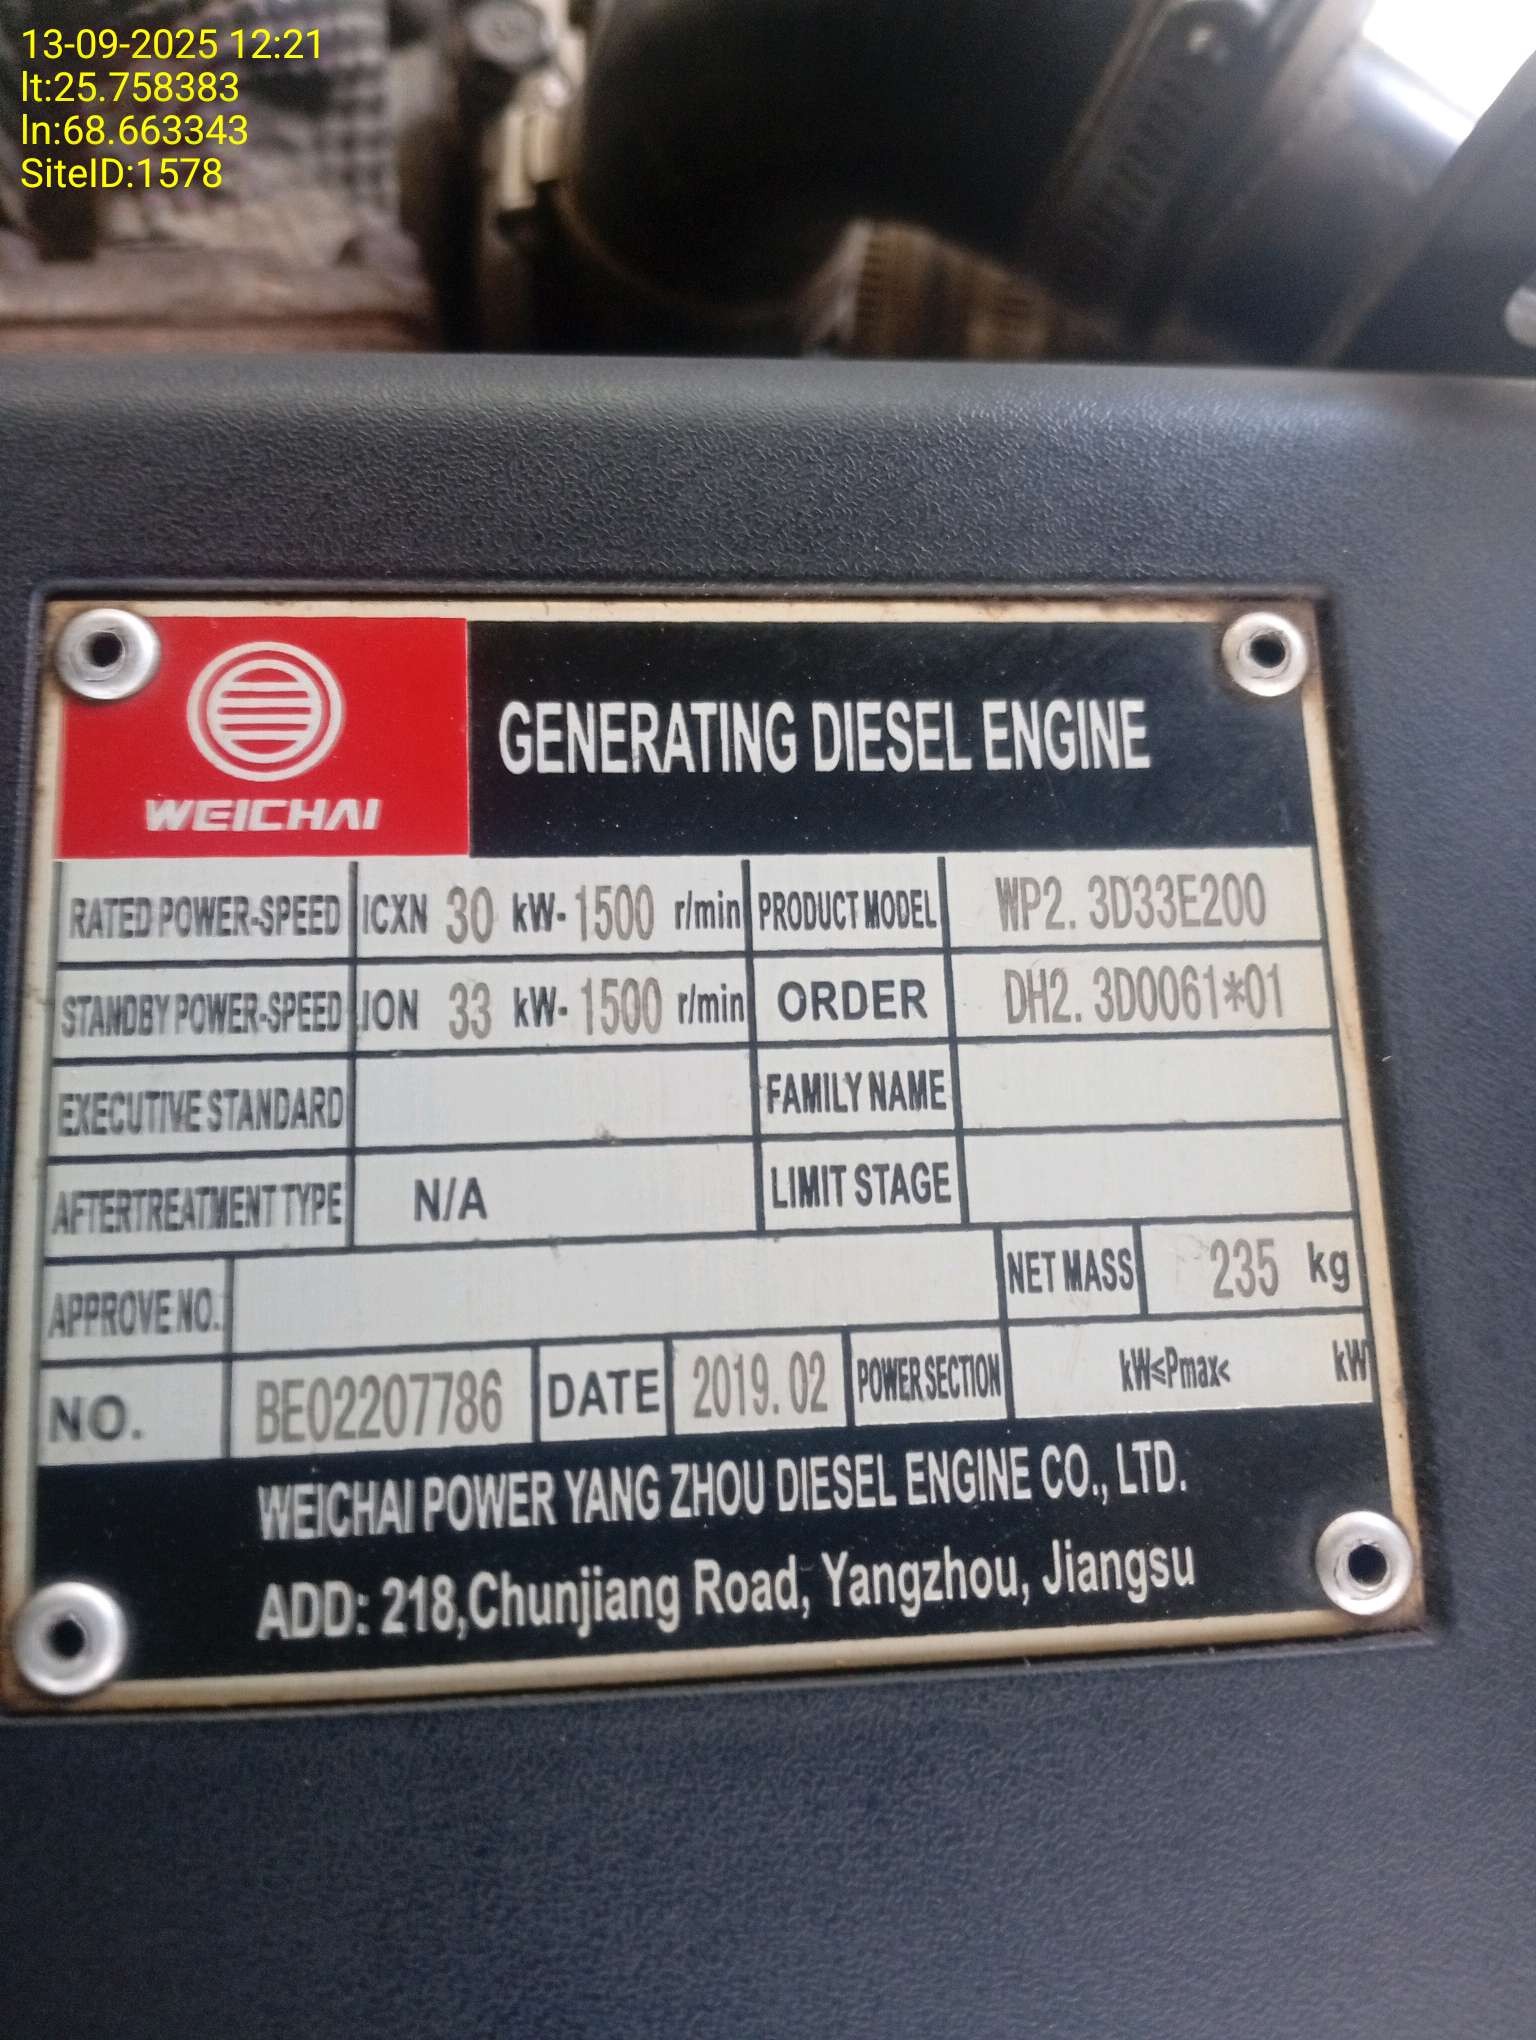 13-09-2025 12:21
lt:25.758383
ln:68.663343
SiteID:1578
WEICHAI
GENERATING DIESEL ENGINE
RATED POWER-SPEED ICXN 30 kW- 1500 r/min PRODUCT MODEL WP2. 3D33E200
STANDBY POWER-SPEED ION 33 kW- 1500 r/min ORDER DH2. 3D0061*01
EXECUTIVE STANDARD FAMILY NAME
AFTERTREATMENT TYPE N/A LIMIT STAGE
APPROVE NO. NET MASS 235 kg
NO. BE02207786 DATE 2019. 02 POWER SECTION kW≤Pmax< kW
WEICHAI POWER YANG ZHOU DIESEL ENGINE CO., LTD.
ADD: 218,Chunjiang Road, Yangzhou, Jiangsu